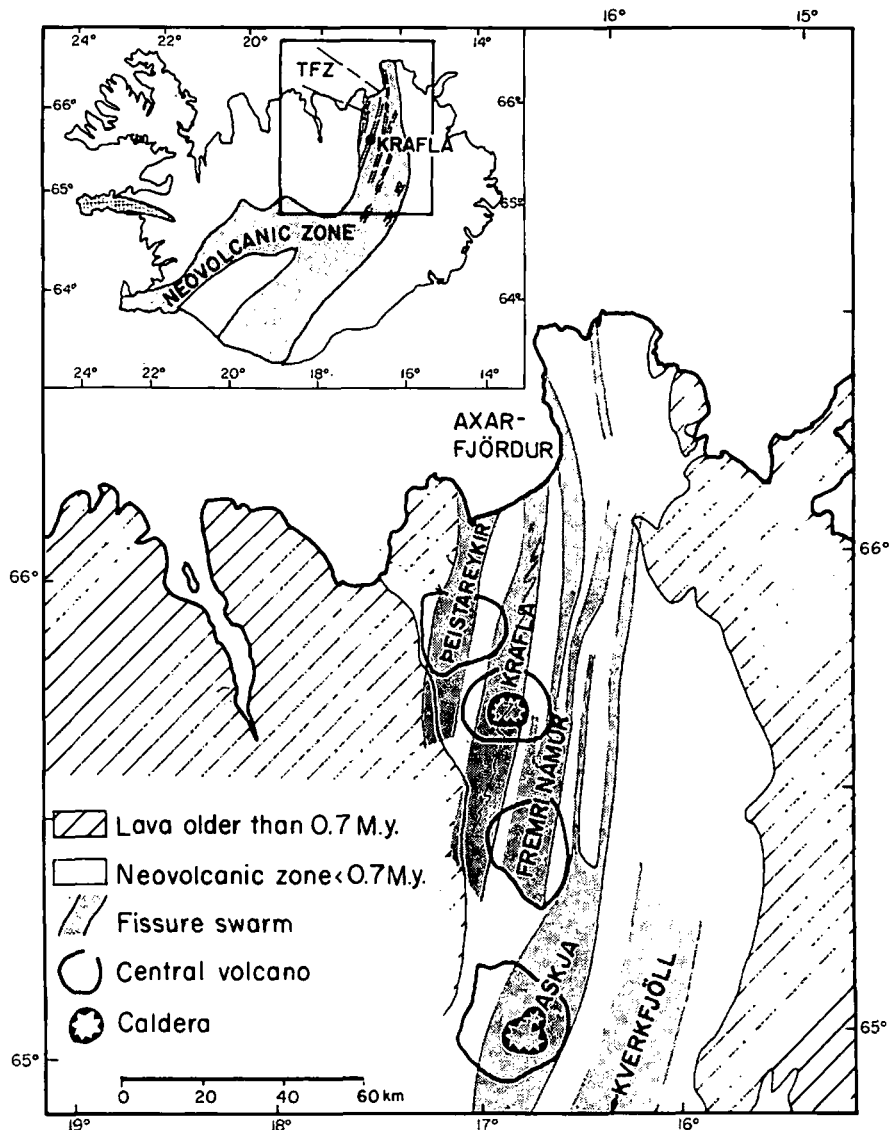 16°
15°
24°
22°
20°
14°
TFZ
66°
66°
KRAFLA
65°
65°
NEOVOLCANIC ZONE
64°
64°
24°
22°
20°
18°
16°
14°
AXAR-
FJÖRDUR
66°
66°
ÞEISTAREYKIR
KRAFLA
FREMRI NÁMUR
Lava older than 0.7 M.y.
Neovolcanic zone<0.7M.y.
Fissure swarm
Central volcano
Caldera
ASKJA
KVERKFJÖLL
65°
65°
0 20 40 60 km
19°
18°
17°
16°